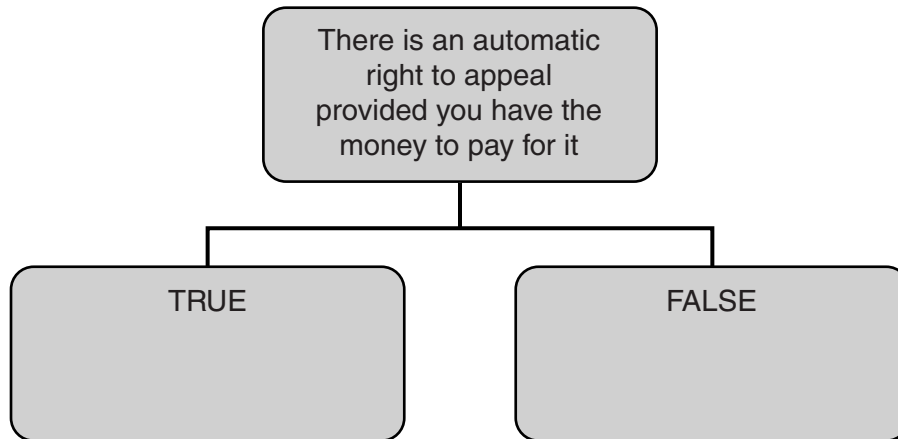 There is an automatic
right to appeal
provided you have the
money to pay for it
TRUE
FALSE